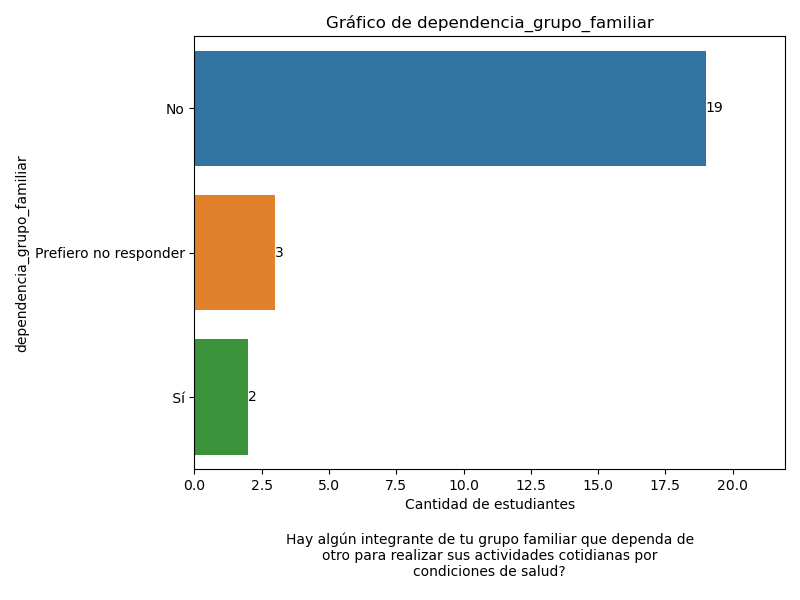 Gráfico de dependencia_grupo_familiar
dependencia_grupo_familiar
No
19
Prefiero no responder
3
Sí
2
0.0 2.5 5.0 7.5 10.0 12.5 15.0 17.5 20.0
Cantidad de estudiantes
Hay algún integrante de tu grupo familiar que dependa de
otro para realizar sus actividades cotidianas por
condiciones de salud?